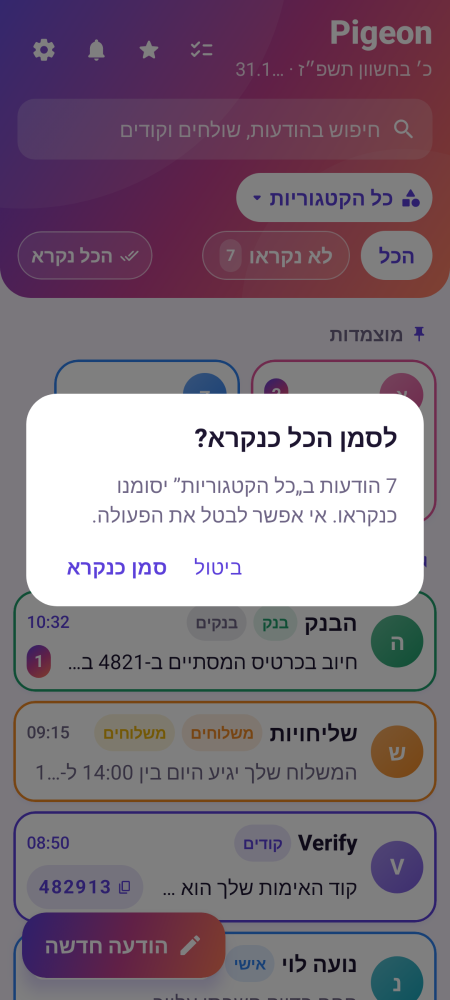 Pigeon
כ׳ בחשוון תשפ״ז · 31.1...
חיפוש בהודעות, שולחים וקודים
כל הקטגוריות
הכל
לא נקראו 7
הכל נקרא
מוצמדות
לסמן הכל כנקרא?
7 הודעות ב„כל הקטגוריות” יסומנו
כנקראו. אי אפשר לבטל את הפעולה.
ביטול
סמן כנקרא
ה
הבנק בנק בנקים 10:32
חיוב בכרטיס המסתיים ב-4821 ב... 1
ש
שליחויות משלוחים משלוחים 09:15
המשלוח שלך יגיע היום בין 14:00 ל-1...
V
Verify קודים 08:50
קוד האימות שלך הוא ... 482913
נ
נועה לוי אישי
הודעה חדשה